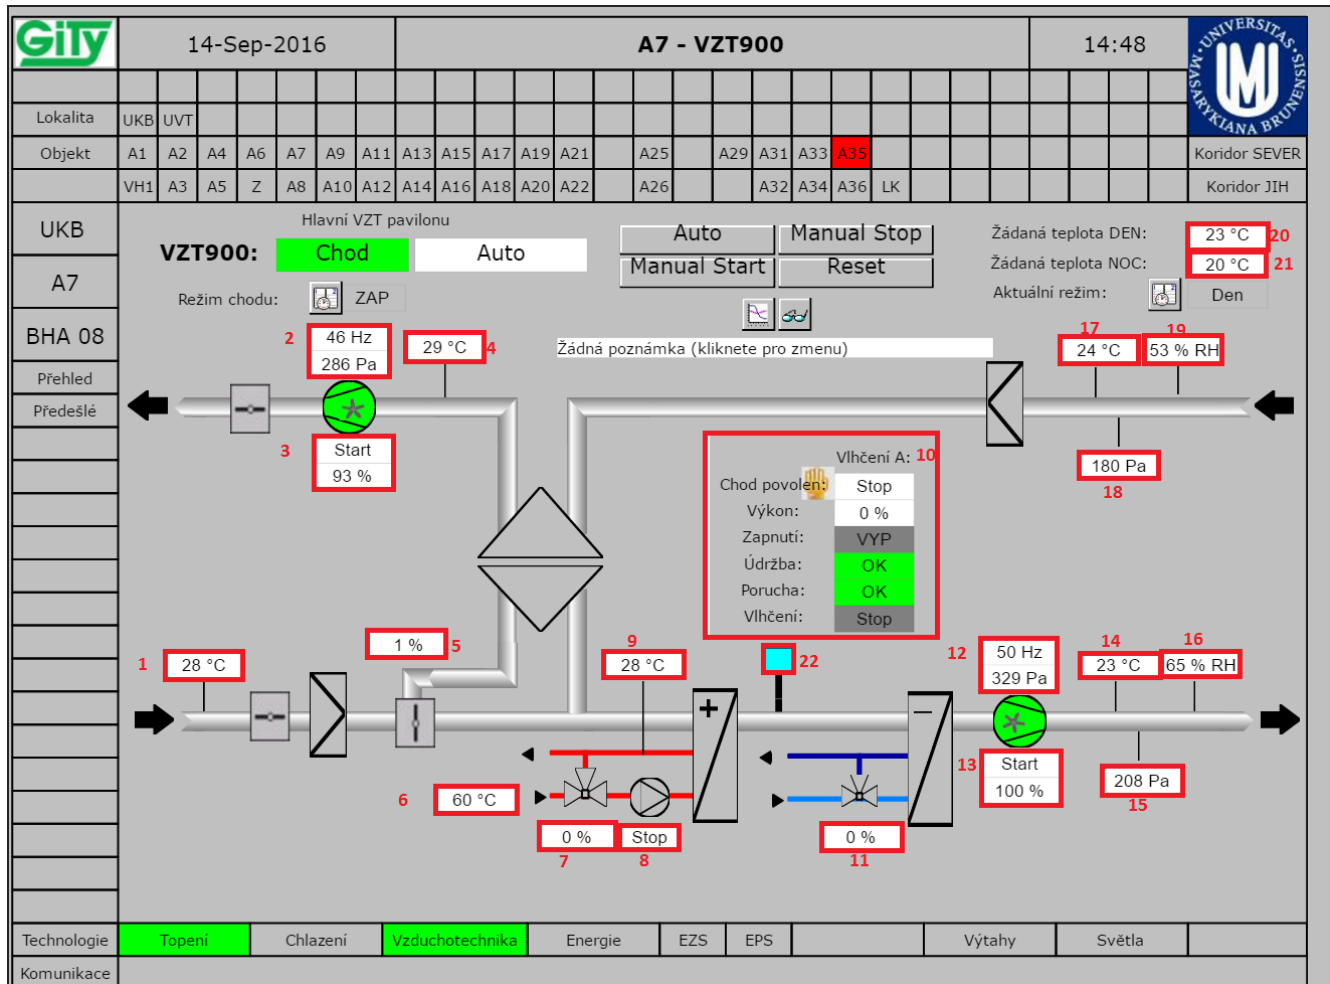 GiTy
14-Sep-2016
A7 - VZT900
14:48
UNIVERSITAS MASARYKIANA BRUNENSIS
Lokalita UKB UVT
Objekt A1 A2 A4 A6 A7 A9 A11 A13 A15 A17 A19 A21 A25 A29 A31 A33 A35 Koridor SEVER
VH1 A3 A5 Z A8 A10 A12 A14 A16 A18 A20 A22 A26 A32 A34 A36 LK Koridor JIH
UKB
A7
BHA 08
Přehled
Předešlé
Hlavní VZT pavilonu
VZT900: Chod Auto
Režim chodu: ZAP
Auto Manual Stop
Manual Start Reset
Žádná poznámka (kliknete pro zmenu)
Žádaná teplota DEN: 23 °C 20
Žádaná teplota NOC: 20 °C 21
Aktuální režim: Den
2 46 Hz
286 Pa
29 °C 4
3 Start
93 %
17
24 °C
19
53 % RH
180 Pa
18
Vlhčení A: 10
Chod povolen: Stop
Výkon: 0 %
Zapnutí: VYP
Údržba: OK
Porucha: OK
Vlhčení: Stop
1 28 °C
1 % 5
9
28 °C
22
12 50 Hz
329 Pa
14
23 °C
16
65 % RH
+
−
6 60 °C
13 Start
100 %
208 Pa
15
0 %
7
Stop
8
0 %
11
Technologie Topení Chlazení Vzduchotechnika Energie EZS EPS Výtahy Světla
Komunikace